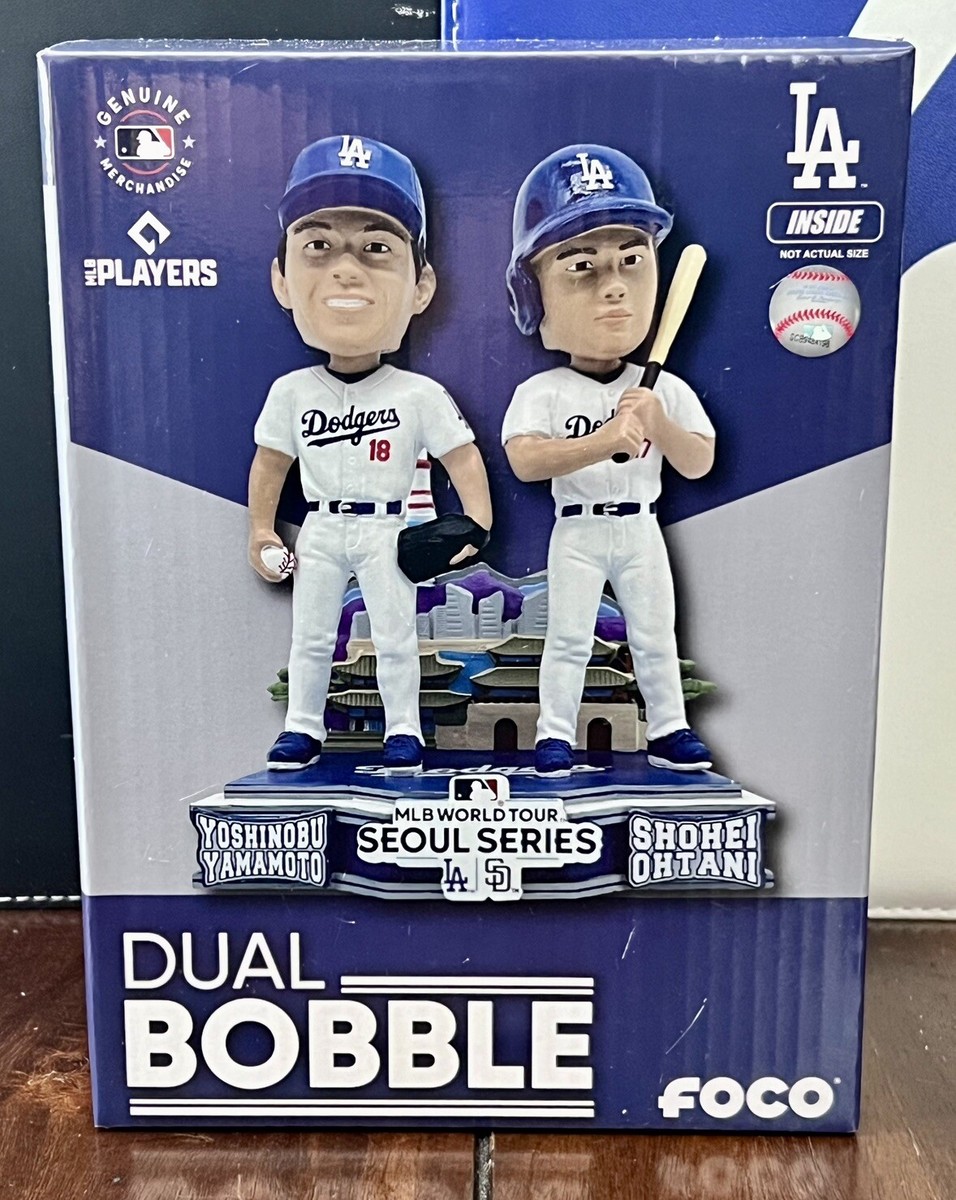 GENUINE
MERCHANDISE
MLB PLAYERS
LA
INSIDE
NOT ACTUAL SIZE
LA
LA
Dodgers
18
MLB WORLD TOUR
SEOUL SERIES
LA SD
YOSHINOBU
YAMAMOTO
SHOHEI
OHTANI
DUAL
BOBBLE
FOCO